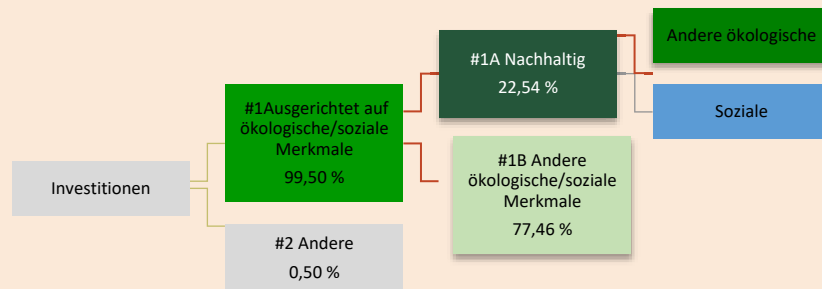 Investitionen
#1Ausgerichtet auf
ökologische/soziale
Merkmale
99,50 %
#2 Andere
0,50 %
#1A Nachhaltig
22,54 %
#1B Andere
ökologische/soziale
Merkmale
77,46 %
Andere ökologische
Soziale